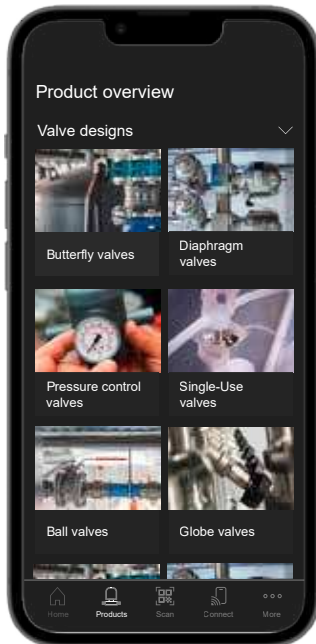 Product overview
Valve designs
Butterfly valves
Diaphragm
valves
Pressure control
valves
Single-Use
valves
Ball valves
Globe valves
Home
Products
Scan
Connect
More